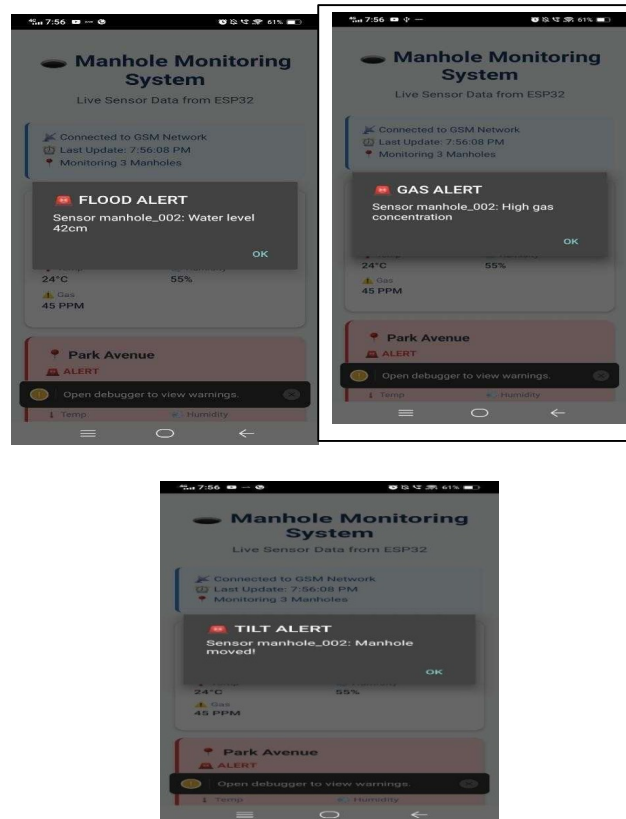 7:56 61%
Manhole Monitoring
System
Live Sensor Data from ESP32
Connected to GSM Network
Last Update: 7:56:08 PM
Monitoring 3 Manholes
FLOOD ALERT
Sensor manhole_002: Water level
42cm
OK
24°C 55%
Gas
45 PPM
Park Avenue
ALERT
Open debugger to view warnings.
Temp Humidity
7:56 61%
Manhole Monitoring
System
Live Sensor Data from ESP32
Connected to GSM Network
Last Update: 7:56:08 PM
Monitoring 3 Manholes
GAS ALERT
Sensor manhole_002: High gas
concentration
OK
24°C 55%
Gas
45 PPM
Park Avenue
ALERT
Open debugger to view warnings.
Temp Humidity
7:56 61%
Manhole Monitoring
System
Live Sensor Data from ESP32
Connected to GSM Network
Last Update: 7:56:08 PM
Monitoring 3 Manholes
TILT ALERT
Sensor manhole_002: Manhole
moved!
OK
24°C 55%
Gas
45 PPM
Park Avenue
ALERT
Open debugger to view warnings.
Temp Humidity